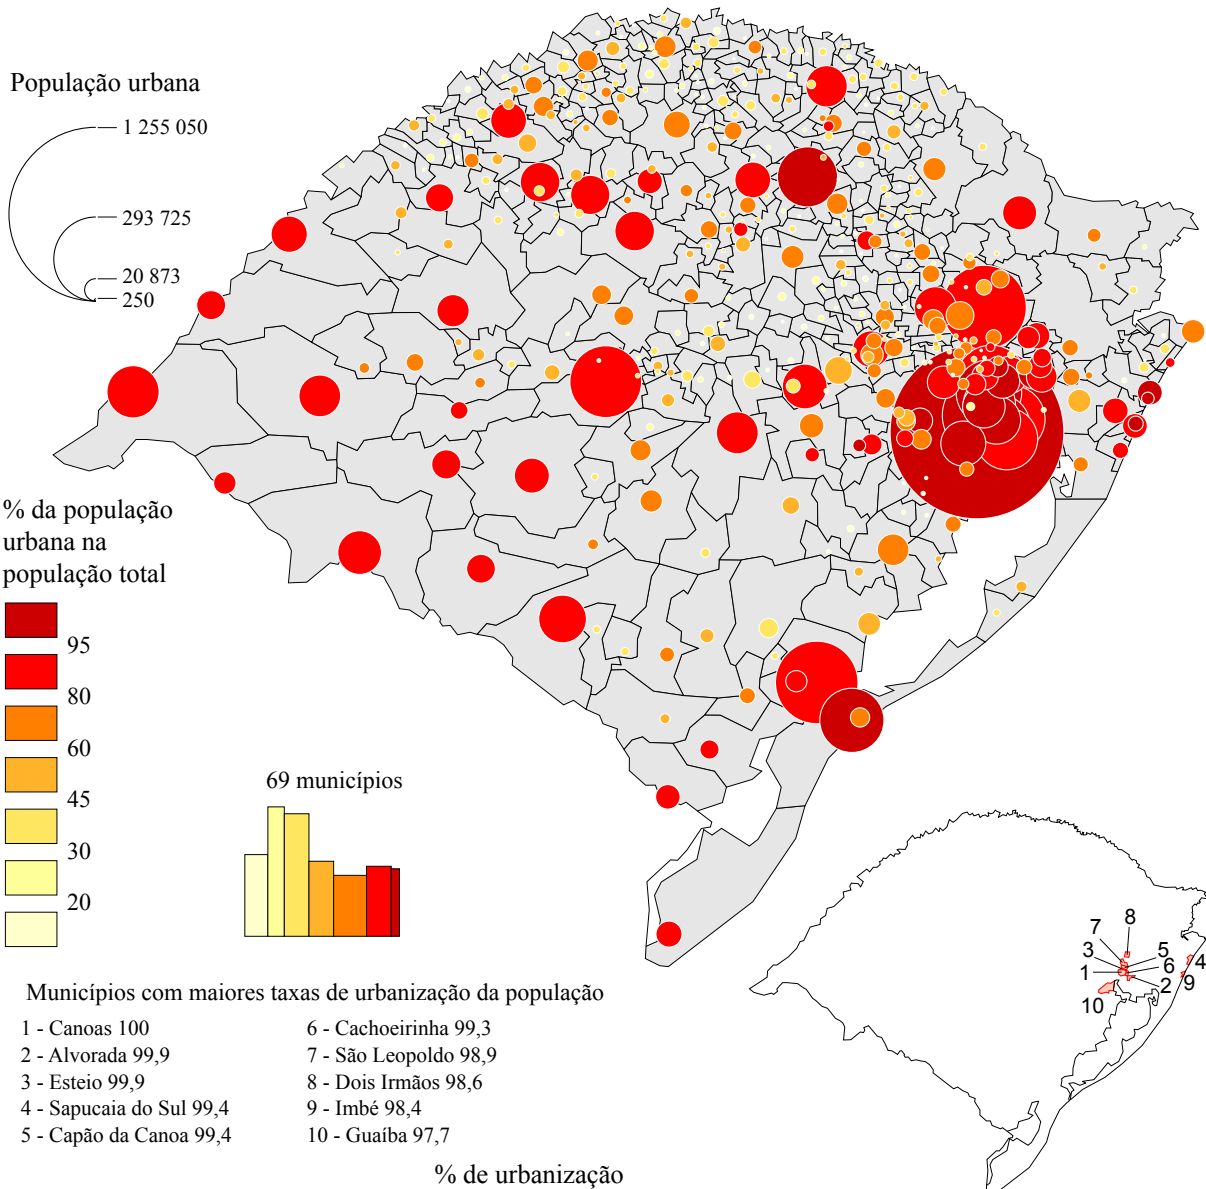 População urbana
1 255 050
293 725
20 873
250
% da população
urbana na
população total
95
80
60
45
30
20
69 municípios
7
8
3
5
4
1
6
9
2
10
Municípios com maiores taxas de urbanização da população
1 - Canoas 100
2 - Alvorada 99,9
3 - Esteio 99,9
4 - Sapucaia do Sul 99,4
5 - Capão da Canoa 99,4
6 - Cachoeirinha 99,3
7 - São Leopoldo 98,9
8 - Dois Irmãos 98,6
9 - Imbé 98,4
10 - Guaíba 97,7
% de urbanização